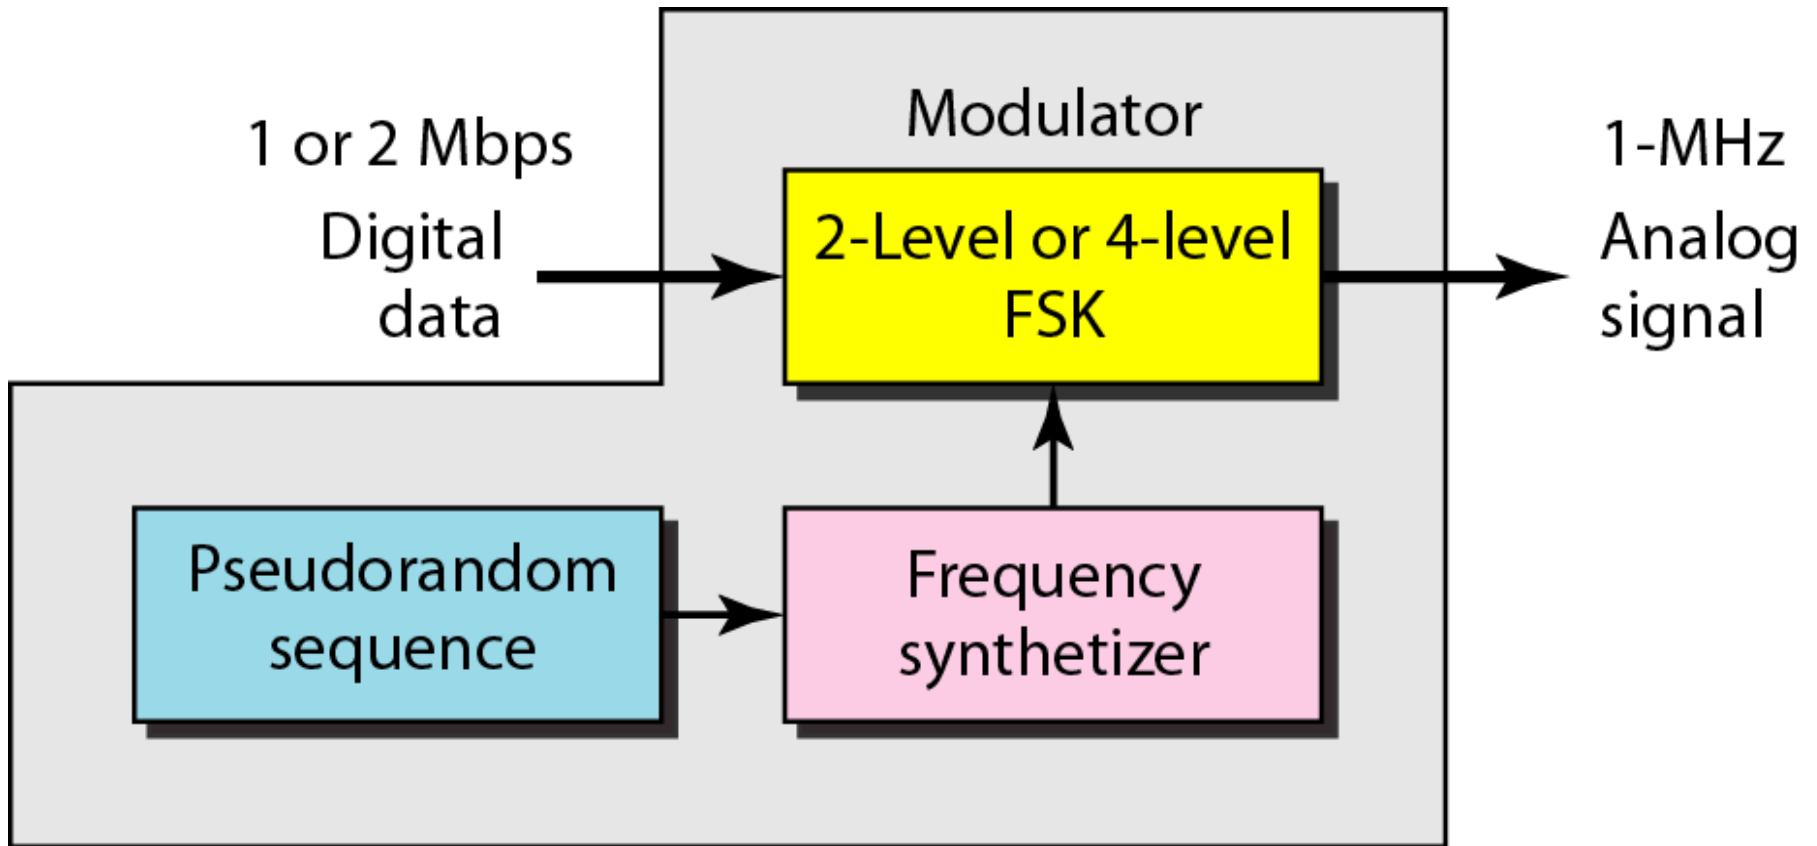 Modulator
1 or 2 Mbps
Digital
data
2-Level or 4-level
FSK
1-MHz
Analog
signal
Pseudorandom
sequence
Frequency
synthetizer